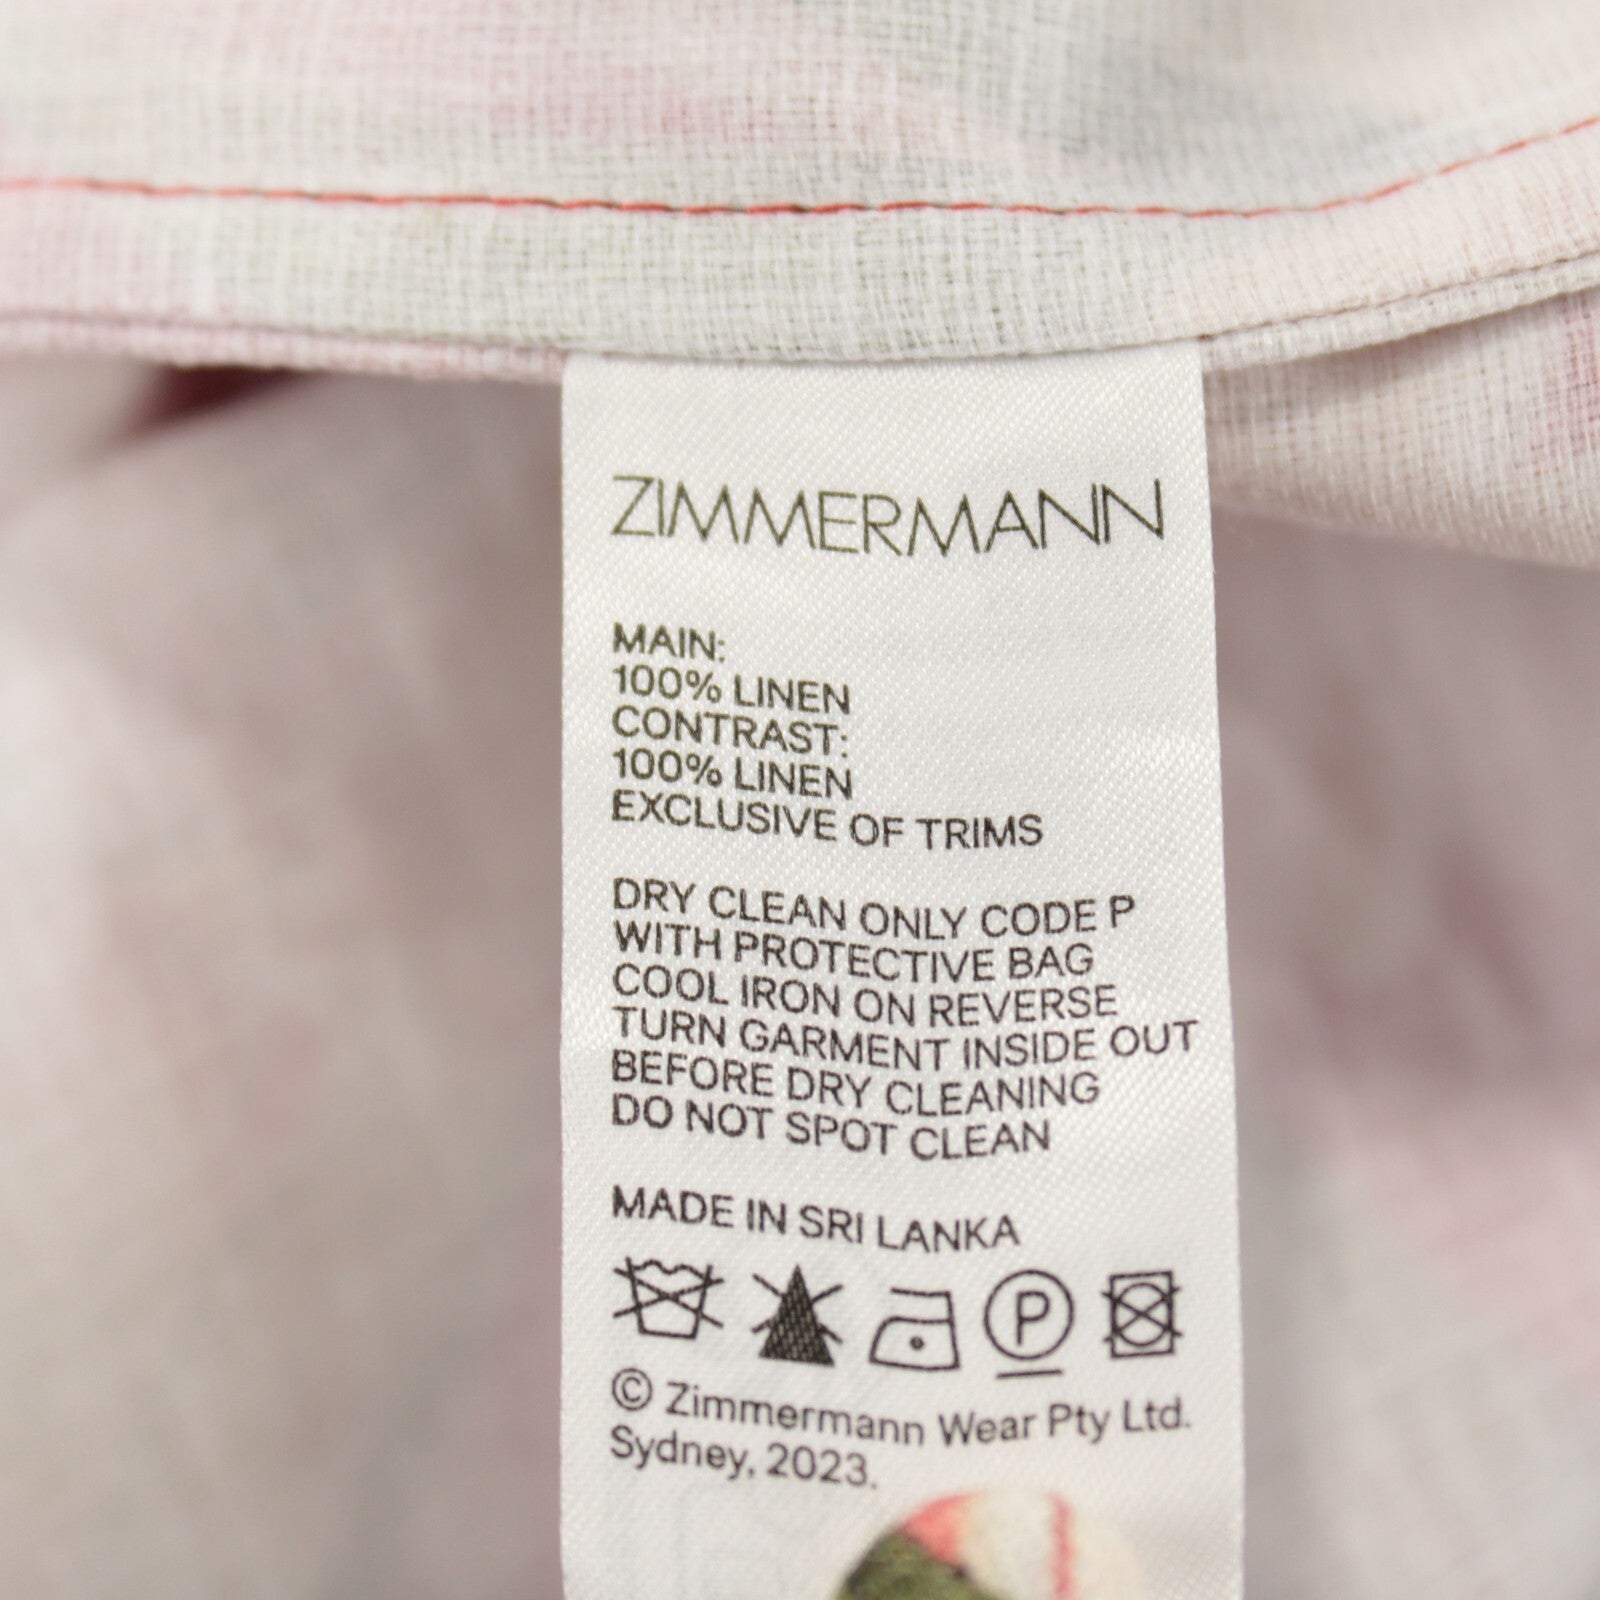 ZIMMERMANN
MAIN:
100% LINEN
CONTRAST:
100% LINEN
EXCLUSIVE OF TRIMS
DRY CLEAN ONLY CODE P
WITH PROTECTIVE BAG
COOL IRON ON REVERSE
TURN GARMENT INSIDE OUT
BEFORE DRY CLEANING
DO NOT SPOT CLEAN
MADE IN SRI LANKA
P
© Zimmermann Wear Pty Ltd.
Sydney, 2023.